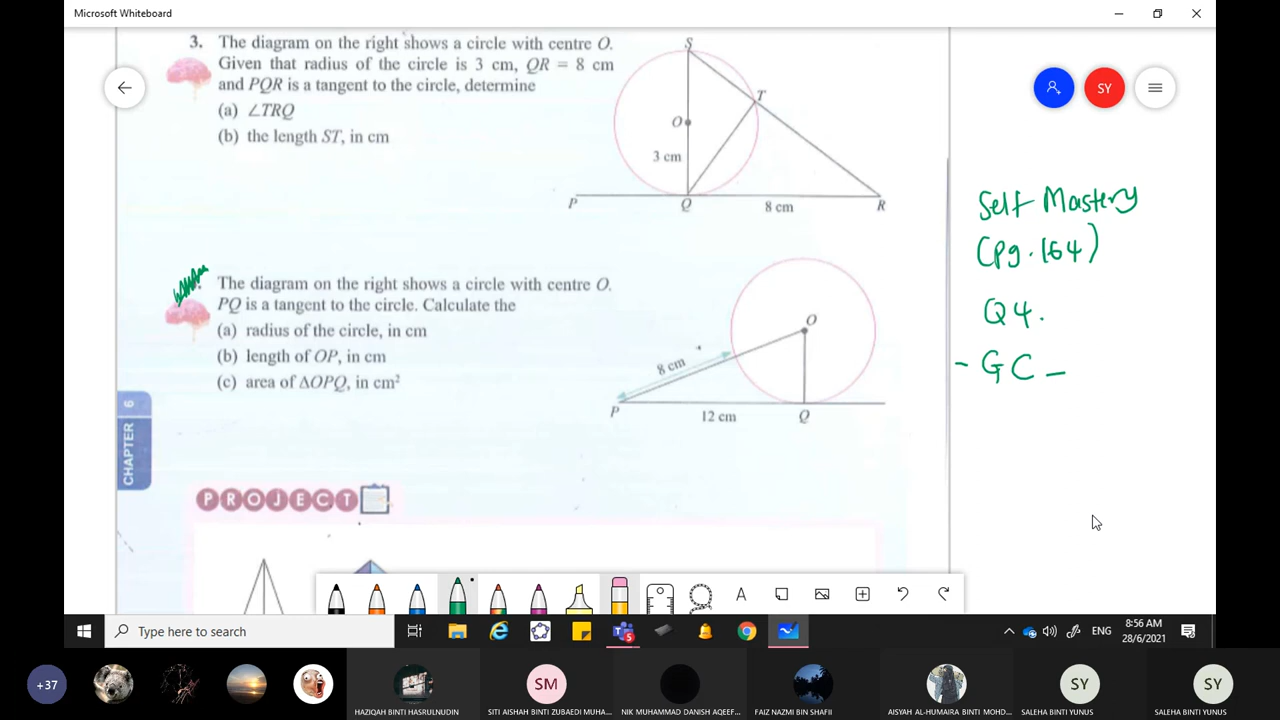 Microsoft Whiteboard
3. The diagram on the right shows a circle with centre O.
Given that radius of the circle is 3 cm, QR = 8 cm
and PQR is a tangent to the circle, determine
(a) ∠TRQ
(b) the length ST, in cm
S
T
O
3 cm
P
Q
8 cm
R
SY
Self Mastery
(pg. 164)
Q4.
- GC -
The diagram on the right shows a circle with centre O.
PQ is a tangent to the circle. Calculate the
(a) radius of the circle, in cm
(b) length of OP, in cm
(c) area of ΔOPQ, in cm²
O
8 cm
P
12 cm
Q
CHAPTER 6
PROJECT
A
Type here to search
ENG
8:56 AM
28/6/2021
+37
SM
SY
SY
HAZIQAH BINTI HASRULNUDIN
SITI AISHAH BINTI ZUBAEDI MUHA...
NIK MUHAMMAD DANISH AQEEF...
FAIZ NAZMI BIN SHAFII
AISYAH AL-HUMAIRA BINTI MOHD...
SALEHA BINTI YUNUS
SALEHA BINTI YUNUS